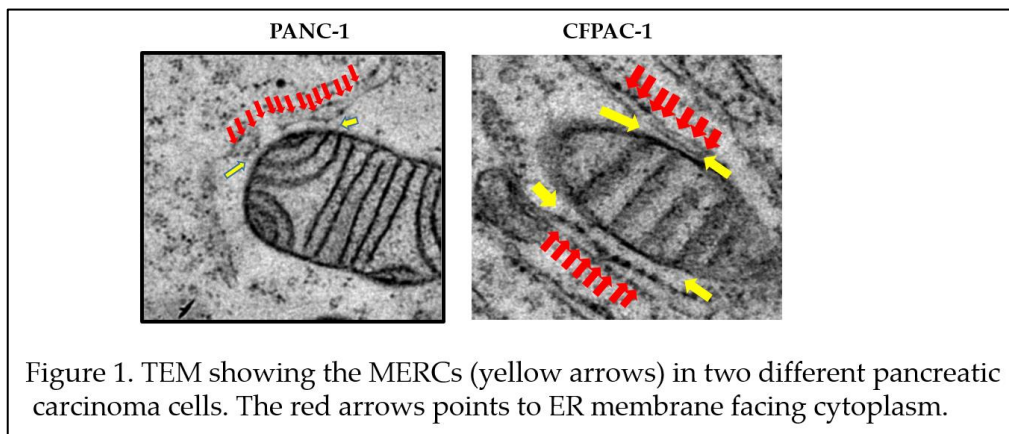 PANC-1 CFPAC-1
Figure 1. TEM showing the MERCs (yellow arrows) in two different pancreatic
carcinoma cells. The red arrows points to ER membrane facing cytoplasm.